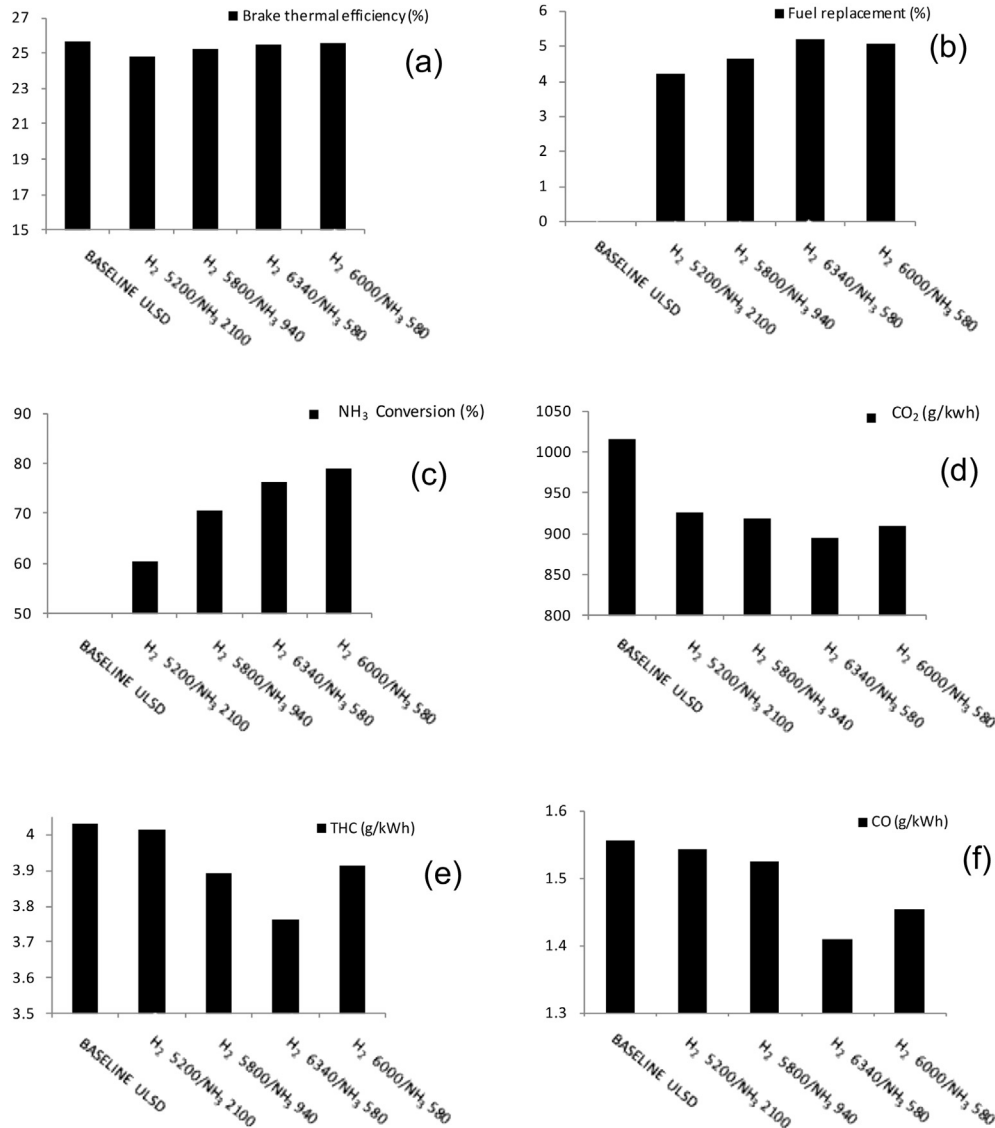 Brake thermal efficiency (%)
27
25
23
21
19
17
15
(a)
BASELINE ULSD
H₂ 5200/NH₃ 2100
H₂ 5800/NH₃ 940
H₂ 6340/NH₃ 580
H₂ 6000/NH₃ 580
Fuel replacement (%)
6
5
4
3
2
1
0
(b)
BASELINE ULSD
H₂ 5200/NH₃ 2100
H₂ 5800/NH₃ 940
H₂ 6340/NH₃ 580
H₂ 6000/NH₃ 580
NH₃ Conversion (%)
90
80
70
60
50
(c)
BASELINE ULSD
H₂ 5200/NH₃ 2100
H₂ 5800/NH₃ 940
H₂ 6340/NH₃ 580
H₂ 6000/NH₃ 580
CO₂ (g/kwh)
1050
1000
950
900
850
800
(d)
BASELINE ULSD
H₂ 5200/NH₃ 2100
H₂ 5800/NH₃ 940
H₂ 6340/NH₃ 580
H₂ 6000/NH₃ 580
THC (g/kWh)
4
3.9
3.8
3.7
3.6
3.5
(e)
BASELINE ULSD
H₂ 5200/NH₃ 2100
H₂ 5800/NH₃ 940
H₂ 6340/NH₃ 580
H₂ 6000/NH₃ 580
CO (g/kWh)
1.6
1.5
1.4
1.3
(f)
BASELINE ULSD
H₂ 5200/NH₃ 2100
H₂ 5800/NH₃ 940
H₂ 6340/NH₃ 580
H₂ 6000/NH₃ 580